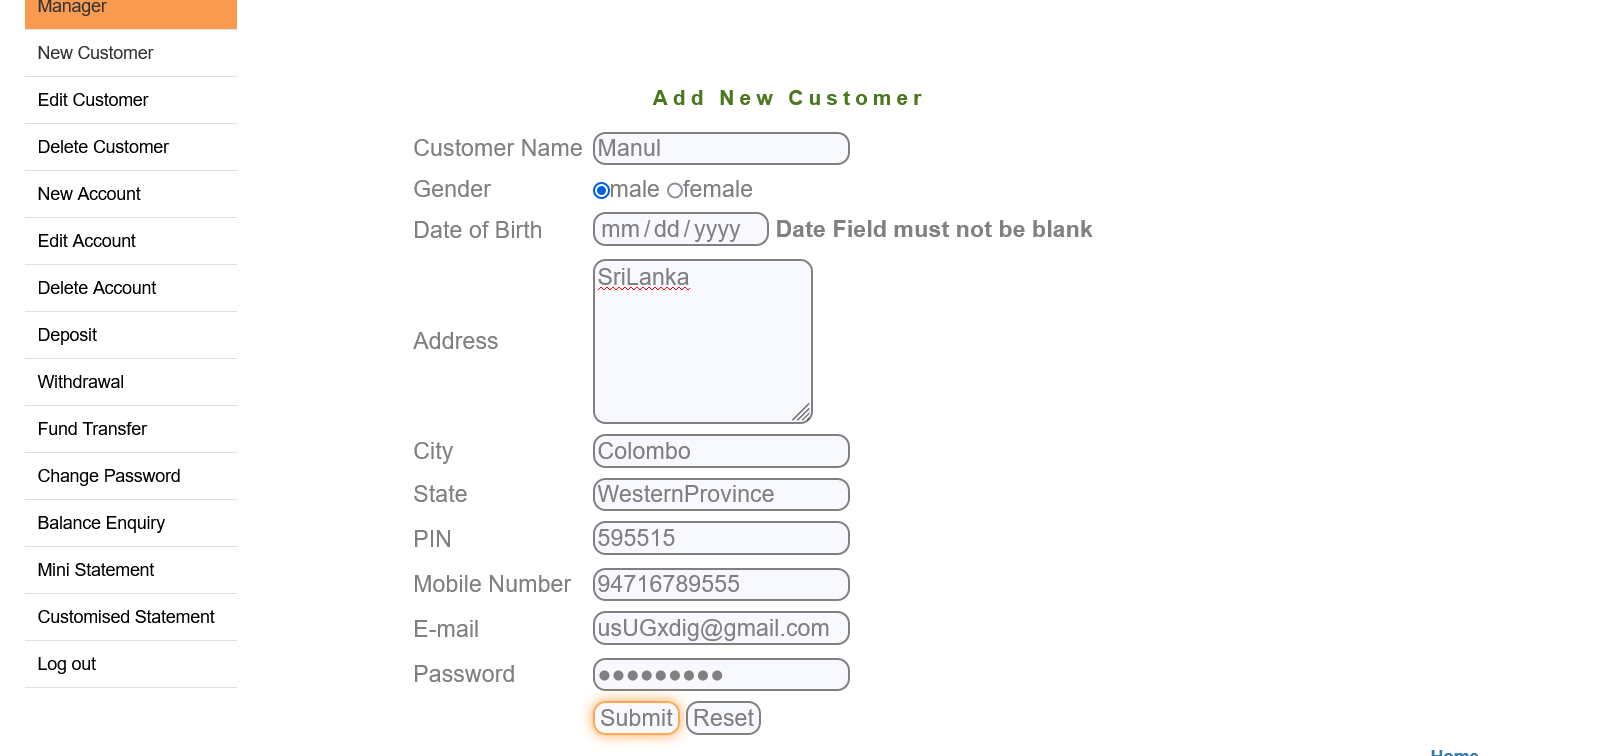 Manager
New Customer
Edit Customer
Delete Customer
New Account
Edit Account
Delete Account
Deposit
Withdrawal
Fund Transfer
Change Password
Balance Enquiry
Mini Statement
Customised Statement
Log out
Add New Customer
Customer Name Manul
Gender male female
Date of Birth mm/dd/yyyy Date Field must not be blank
Address SriLanka
City Colombo
State WesternProvince
PIN 595515
Mobile Number 94716789555
E-mail usUGxdig@gmail.com
Password •••••••••
Submit Reset
Home